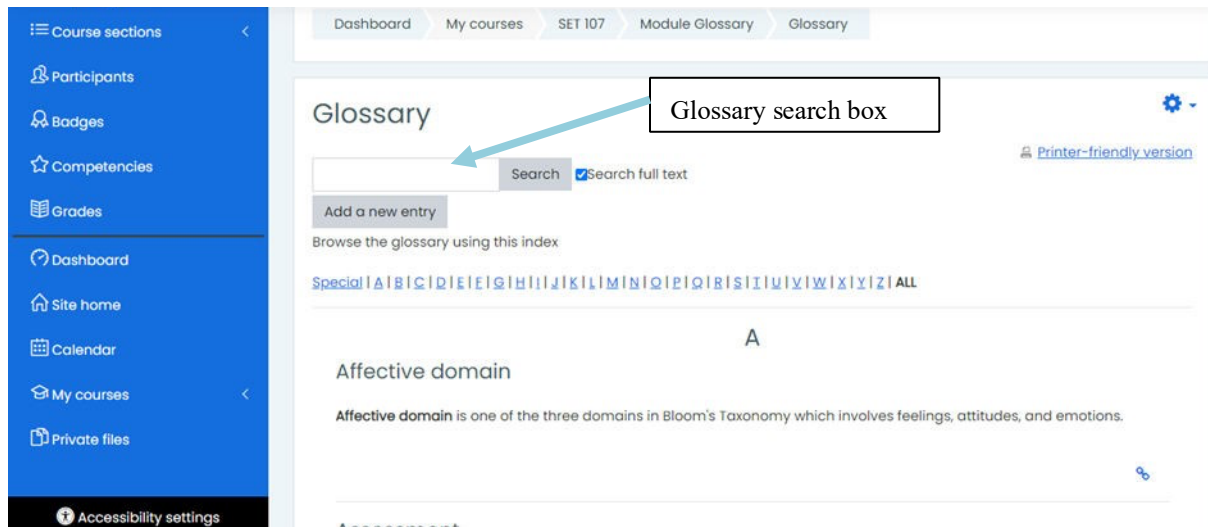 Course sections
Participants
Badges
Competencies
Grades
Dashboard
Site home
Calendar
My courses
Private files
Accessibility settings
Dashboard My courses SET 107 Module Glossary Glossary
Glossary
Glossary search box
Printer-friendly version
Search Search full text
Add a new entry
Browse the glossary using this index
Special | A | B | C | D | E | F | G | H | I | J | K | L | M | N | O | P | Q | R | S | T | U | V | W | X | Y | Z | ALL
A
Affective domain
Affective domain is one of the three domains in Bloom's Taxonomy which involves feelings, attitudes, and emotions.
Assessment